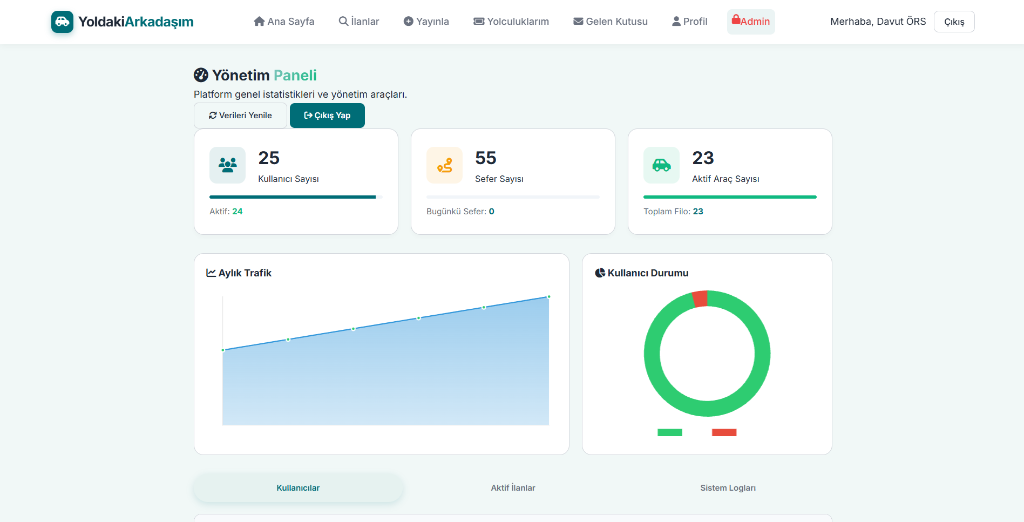 YoldakiArkadaşım
Ana Sayfa
İlanlar
Yayınla
Yolculuklarım
Gelen Kutusu
Profil
Admin
Merhaba, Davut ÖRS
Çıkış
Yönetim Paneli
Platform genel istatistikleri ve yönetim araçları.
Verileri Yenile
Çıkış Yap
25
Kullanıcı Sayısı
Aktif: 24
55
Sefer Sayısı
Bugünkü Sefer: 0
23
Aktif Araç Sayısı
Toplam Filo: 23
Aylık Trafik
Kullanıcı Durumu
Kullanıcılar
Aktif İlanlar
Sistem Logları